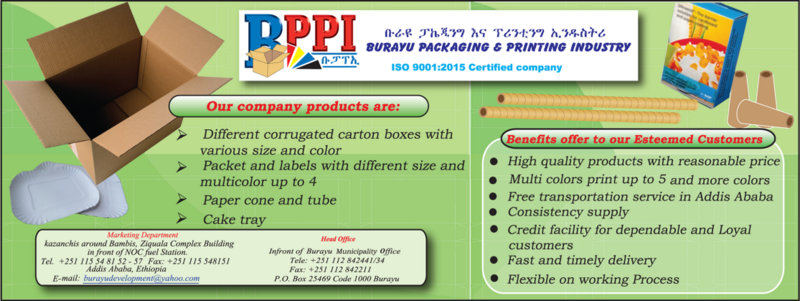 BPPI
ቡ.ፓፕኢ
ቡራዩ ፓኬጂንግ እና ፕሪንቲንግ ኢንዱስትሪ
BURAYU PACKAGING & PRINTING INDUSTRY
ISO 9001:2015 Certified company
Our company products are:
Different corrugated carton boxes with
various size and color
Packet and labels with different size and
multicolor up to 4
Paper cone and tube
Cake tray
Marketing Department
kazanchis around Bambis, Ziquala Complex Building
in front of NOC fuel Station.
Tel. +251 115 54 81 52 - 57 Fax: +251 115 548151
Addis Ababa, Ethiopia
E-mail: burayudevelopment@yahoo.com
Head Office
Infront of Burayu Municipality Office
Tele: +251 112 842441/34
Fax: +251 112 842211
P.O. Box 25469 Code 1000 Burayu
Benefits offer to our Esteemed Customers
High quality products with reasonable price
Multi colors print up to 5 and more colors
Free transportation service in Addis Ababa
Consistency supply
Credit facility for dependable and Loyal
customers
Fast and timely delivery
Flexible on working Process